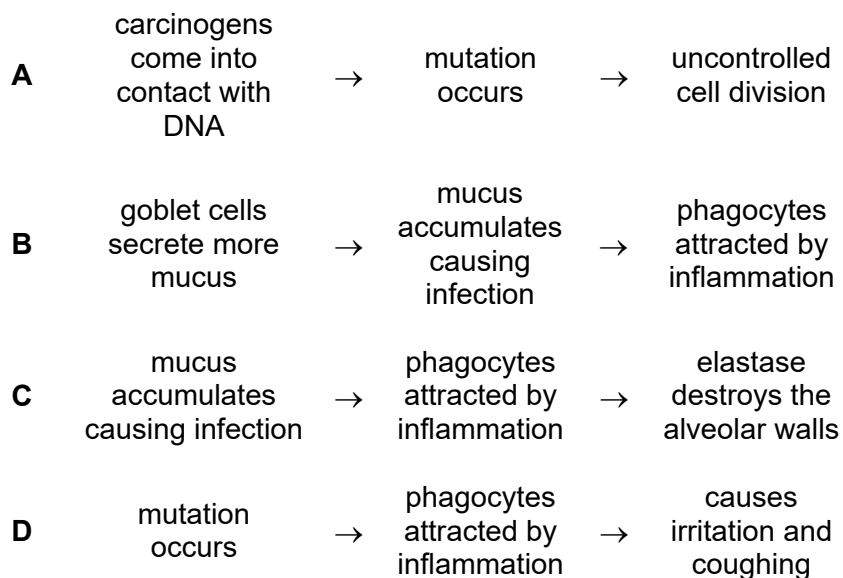 A carcinogens come into contact with DNA → mutation occurs → uncontrolled cell division
B goblet cells secrete more mucus → mucus accumulates causing infection → phagocytes attracted by inflammation
C mucus accumulates causing infection → phagocytes attracted by inflammation → elastase destroys the alveolar walls
D mutation occurs → phagocytes attracted by inflammation → causes irritation and coughing